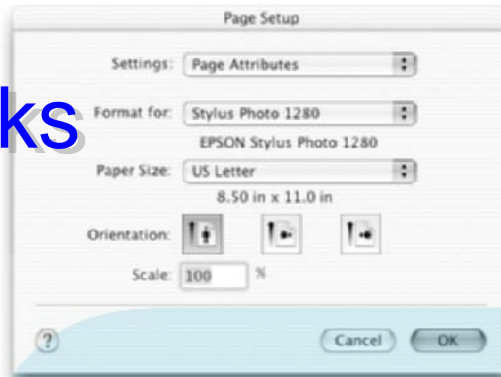 Page Setup
Settings: Page Attributes
ks
Format for: Stylus Photo 1280
EPSON Stylus Photo 1280
Paper Size: US Letter
8.50 in x 11.0 in
Orientation:
Scale: 100 %
? Cancel OK